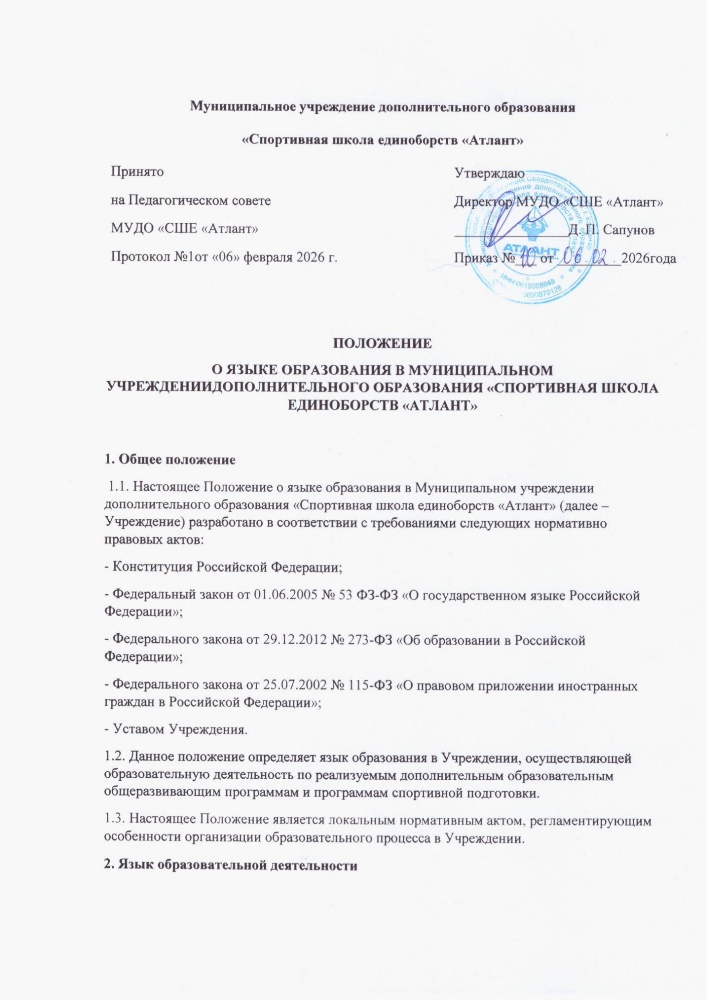 Муниципальное учреждение дополнительного образования
«Спортивная школа единоборств «Атлант»
Принято
на Педагогическом совете
МУДО «СШЕ «Атлант»
Протокол №1от «06» февраля 2026 г.
Утверждаю
Директор МУДО «СШЕ «Атлант»
Д. П. Сапунов
Приказ № 10 от 06.02.2026года
АТЛАНТ
ИНН 6615008848
ПОЛОЖЕНИЕ
О ЯЗЫКЕ ОБРАЗОВАНИЯ В МУНИЦИПАЛЬНОМ
УЧРЕЖДЕНИИДОПОЛНИТЕЛЬНОГО ОБРАЗОВАНИЯ «СПОРТИВНАЯ ШКОЛА
ЕДИНОБОРСТВ «АТЛАНТ»
1. Общее положение
1.1. Настоящее Положение о языке образования в Муниципальном учреждении
дополнительного образования «Спортивная школа единоборств «Атлант» (далее –
Учреждение) разработано в соответствии с требованиями следующих нормативно
правовых актов:
- Конституция Российской Федерации;
- Федеральный закон от 01.06.2005 № 53 ФЗ-ФЗ «О государственном языке Российской
Федерации»;
- Федерального закона от 29.12.2012 № 273-ФЗ «Об образовании в Российской
Федерации»;
- Федерального закона от 25.07.2002 № 115-ФЗ «О правовом приложении иностранных
граждан в Российской Федерации»;
- Уставом Учреждения.
1.2. Данное положение определяет язык образования в Учреждении, осуществляющей
образовательную деятельность по реализуемым дополнительным образовательным
общеразвивающим программам и программам спортивной подготовки.
1.3. Настоящее Положение является локальным нормативным актом, регламентирующим
особенности организации образовательного процесса в Учреждении.
2. Язык образовательной деятельности